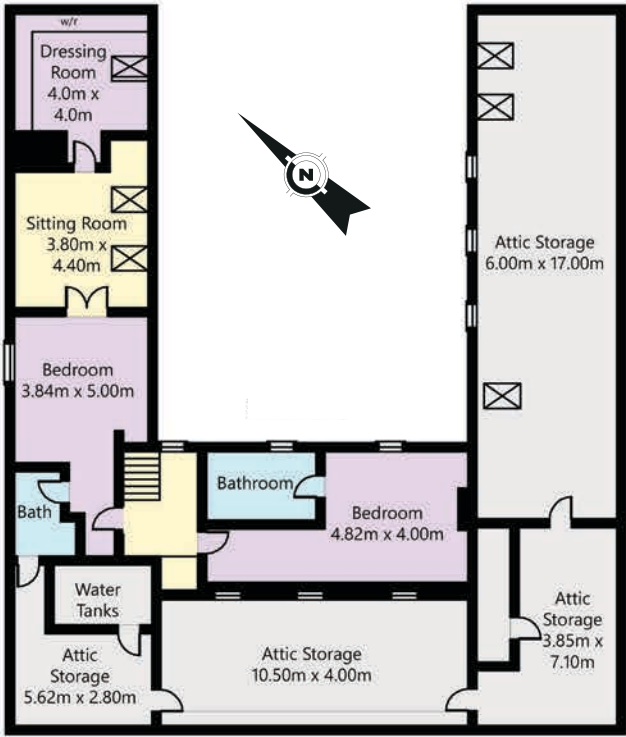 w/r
Dressing
Room
4.0m x
4.0m
N
Sitting Room
3.80m x
4.40m
Attic Storage
6.00m x 17.00m
Bedroom
3.84m x 5.00m
Bath
Bathroom
Bedroom
4.82m x 4.00m
Water
Tanks
Attic
Storage
5.62m x 2.80m
Attic Storage
10.50m x 4.00m
Attic
Storage
3.85m x
7.10m